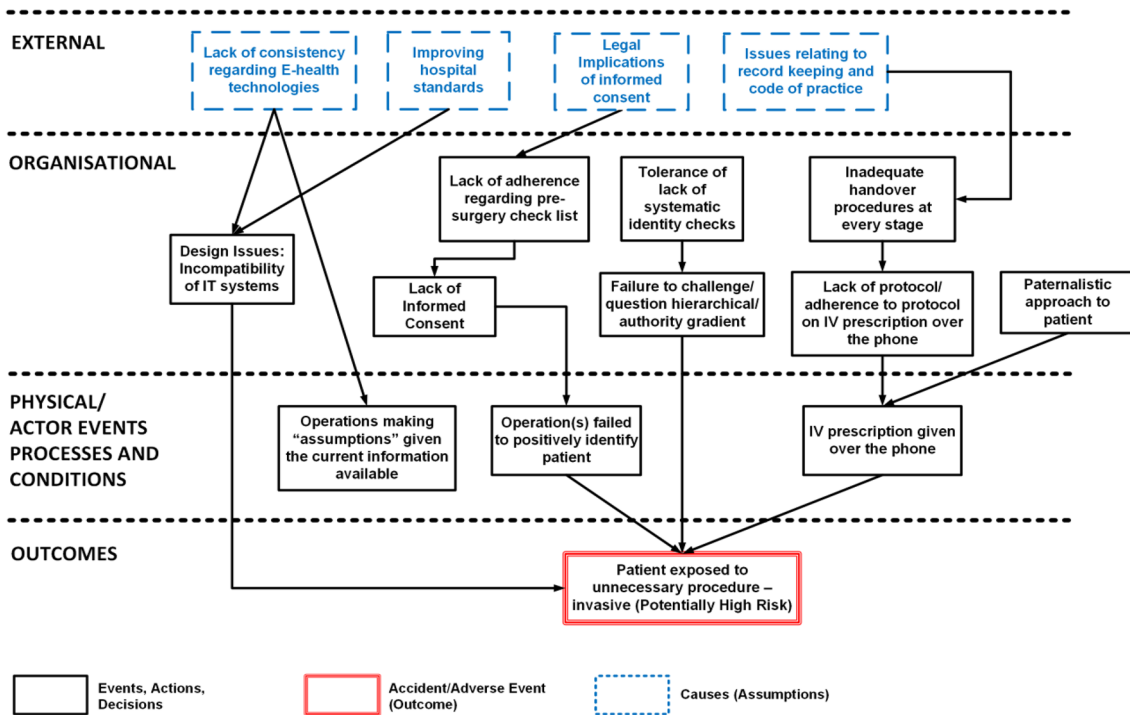 EXTERNAL
Lack of consistency
regarding E-health
technologies
Improving
hospital
standards
Legal
Implications
of informed
consent
Issues relating to
record keeping and
code of practice
ORGANISATIONAL
Lack of adherence
regarding pre-
surgery check list
Tolerance of
lack of
systematic
identity checks
Inadequate
handover
procedures at
every stage
Design Issues:
Incompatibility
of IT systems
Lack of
Informed
Consent
Failure to challenge/
question hierarchical/
authority gradient
Lack of protocol/
adherence to protocol
on IV prescription over
the phone
Paternalistic
approach to
patient
PHYSICAL/
ACTOR EVENTS
PROCESSES AND
CONDITIONS
Operations making
“assumptions” given
the current information
available
Operation(s) failed
to positively identify
patient
IV prescription given
over the phone
OUTCOMES
Patient exposed to
unnecessary procedure –
invasive (Potentially High Risk)
Events, Actions,
Decisions
Accident/Adverse Event
(Outcome)
Causes (Assumptions)